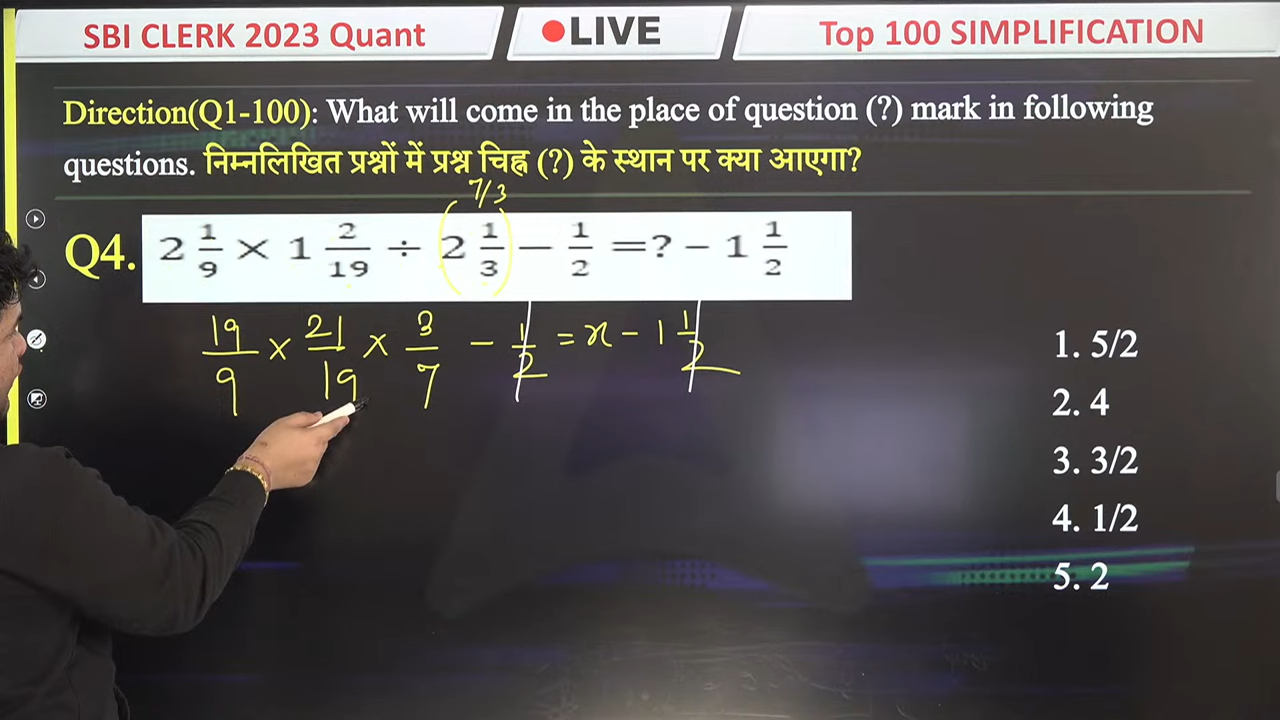 SBI CLERK 2023 Quant
LIVE
Top 100 SIMPLIFICATION
Direction(Q1-100): What will come in the place of question (?) mark in following
questions. निम्नलिखित प्रश्नों में प्रश्न चिह्न (?) के स्थान पर क्या आएगा?
7/3
Q4. 2 1/9 × 1 2/19 ÷ (2 1/3) − 1/2 =? − 1 1/2
19/9 × 21/19 × 3/7 − 1/2 = x − 1 1/2
1. 5/2
2. 4
3. 3/2
4. 1/2
5. 2